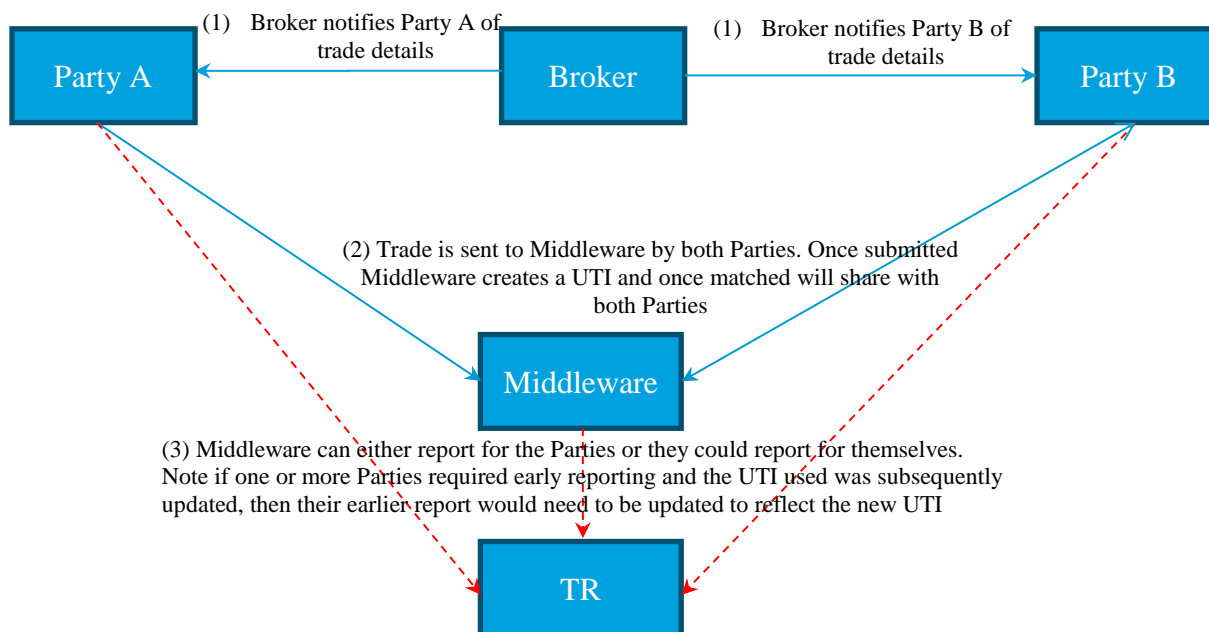 (1) Broker notifies Party A of
trade details
(1) Broker notifies Party B of
trade details
Party A
Broker
Party B
(2) Trade is sent to Middleware by both Parties. Once submitted
Middleware creates a UTI and once matched will share with
both Parties
Middleware
(3) Middleware can either report for the Parties or they could report for themselves.
Note if one or more Parties required early reporting and the UTI used was subsequently
updated, then their earlier report would need to be updated to reflect the new UTI
TR